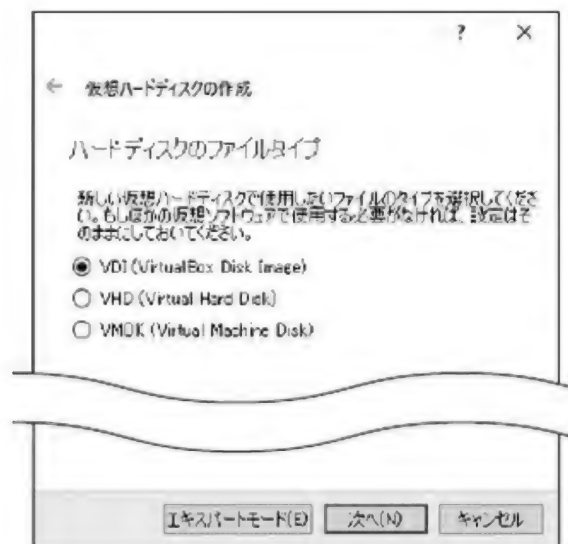 ? ×
← 仮想ハードディスクの作成
ハードディスクのファイルタイプ
新しい仮想ハードディスクで使用したいファイルのタイプを選択してくださ
い。もしほかの仮想ソフトウェアで使用する必要がなければ、設定はそ
のままにしておいてください。
VDI (VirtualBox Disk Image)
VHD (Virtual Hard Disk)
VMDK (Virtual Machine Disk)
エキスパートモード(E) 次へ(N) キャンセル